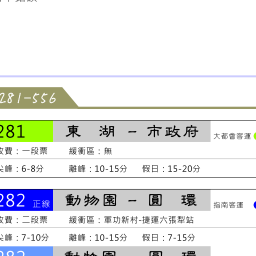 281-556
281 東 湖 - 市政府 大都會客運
收費：一段票 緩衝區：無
尖峰：6-8分 離峰：10-15分 假日：15-20分
282 正線 動物園 - 圓 環 指南客運
收費：二段票 緩衝區：軍功新村-捷運六張犁站
尖峰：7-10分 離峰：10-15分 假日：7-15分
動物園 - 圓 環